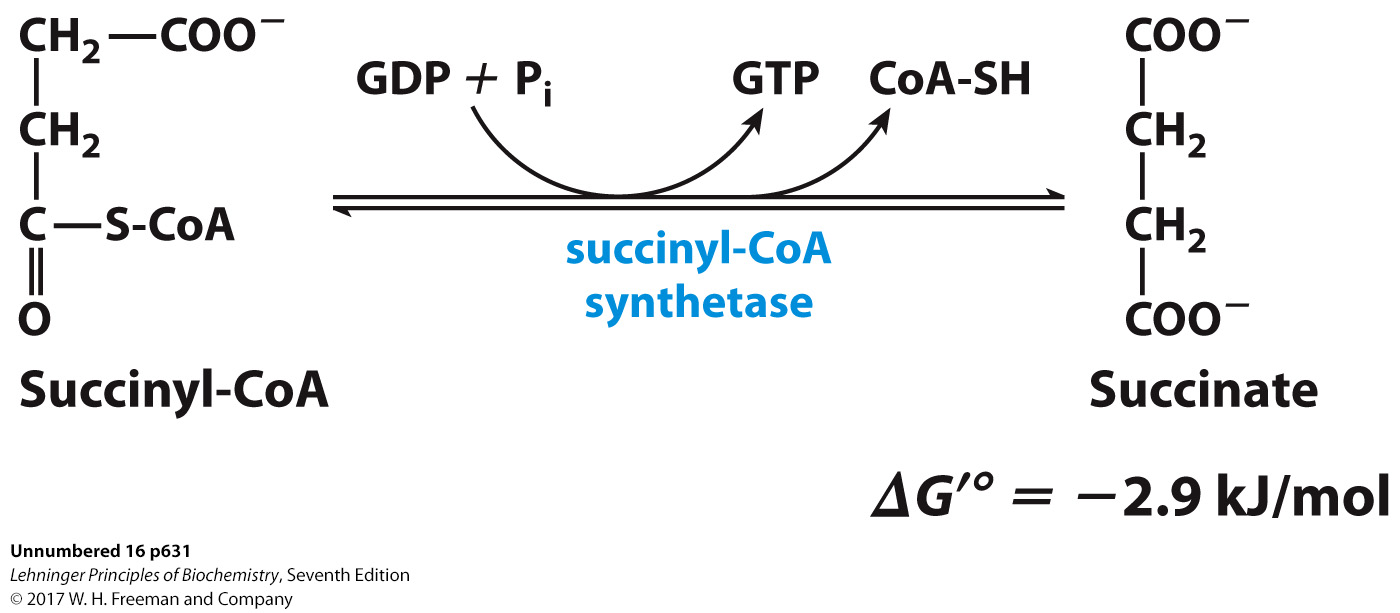 CH2—COO−
CH2
C—S-CoA
O
Succinyl-CoA
GDP + Pi
GTP
CoA-SH
succinyl-CoA
synthetase
COO−
CH2
CH2
COO−
Succinate
ΔG′° = −2.9 kJ/mol
Unnumbered 16 p631
Lehninger Principles of Biochemistry, Seventh Edition
© 2017 W. H. Freeman and Company